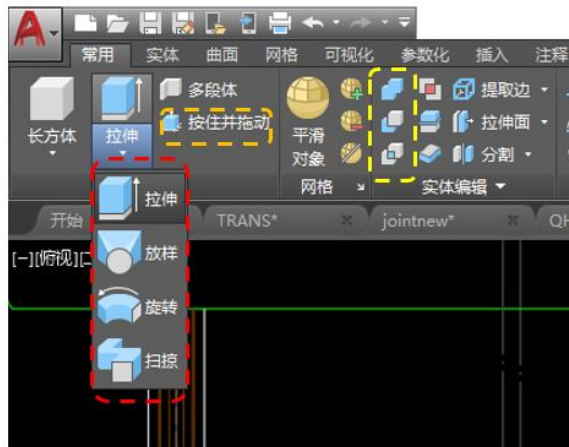 A
常用 实体 曲面 网格 可视化 参数化 插入 注释
长方体
拉伸
多段体
按住并拖动
平滑
对象
提取边
拉伸面
分割
网格 实体编辑
开始 TRANS* jointnew* QH
[-][俯视][二
拉伸
放样
旋转
扫掠